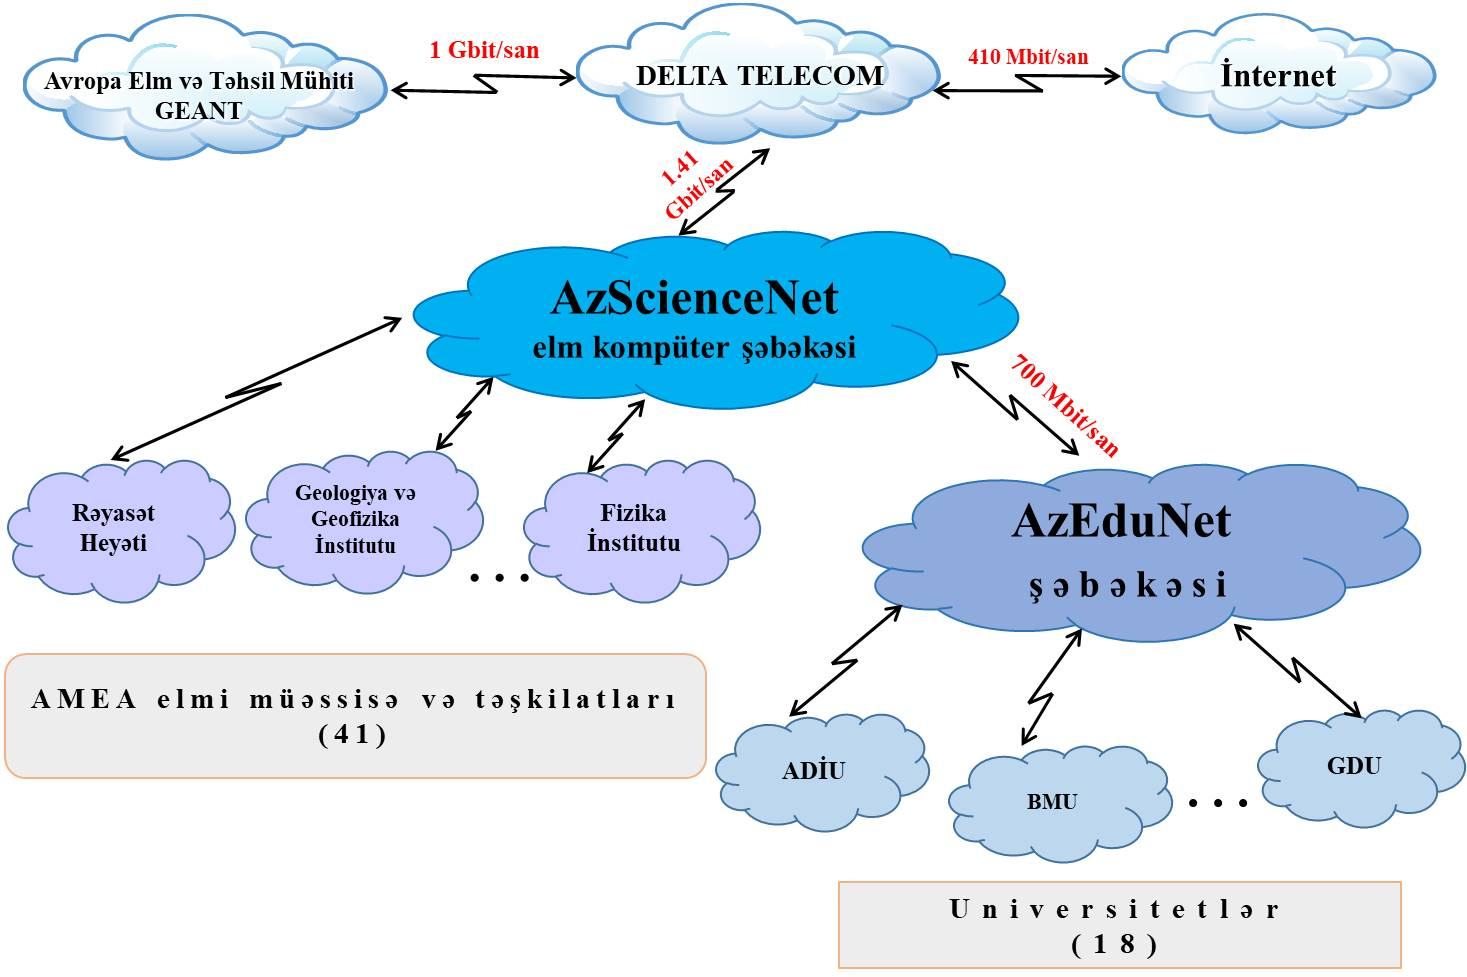 Avropa Elm və Təhsil Mühiti
GEANT
1 Gbit/san
DELTA TELECOM
410 Mbit/san
İnternet
1.41
Gbit/san
AzScienceNet
elm kompüter şəbəkəsi
700 Mbit/san
Rəyasət
Heyəti
Geologiya və
Geofizika
İnstitutu
...
Fizika
İnstitutu
AzEduNet
şəbəkəsi
AMEA elmi müəssisə və təşkilatları
(41)
ADİU
BMU
...
GDU
Universitetlər
(18)